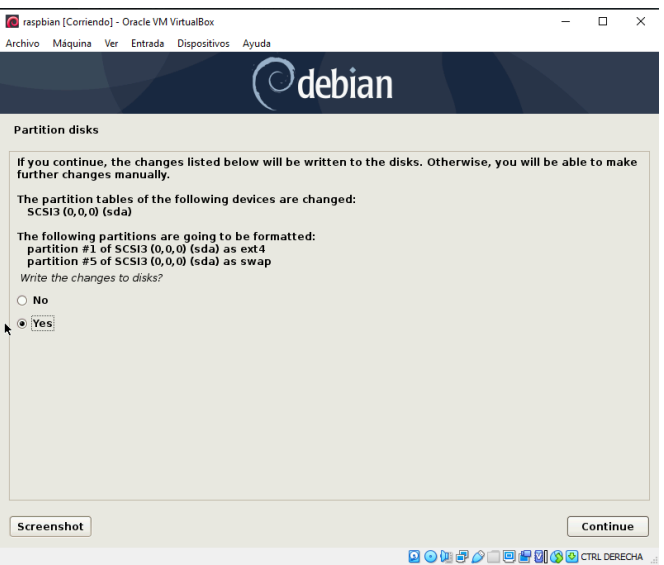 raspbian [Corriendo] - Oracle VM VirtualBox
Archivo Máquina Ver Entrada Dispositivos Ayuda
debian
Partition disks
If you continue, the changes listed below will be written to the disks. Otherwise, you will be able to make
further changes manually.
The partition tables of the following devices are changed:
SCSI3 (0,0,0) (sda)
The following partitions are going to be formatted:
partition #1 of SCSI3 (0,0,0) (sda) as ext4
partition #5 of SCSI3 (0,0,0) (sda) as swap
Write the changes to disks?
No
Yes
Screenshot Continue
CTRL DERECHA